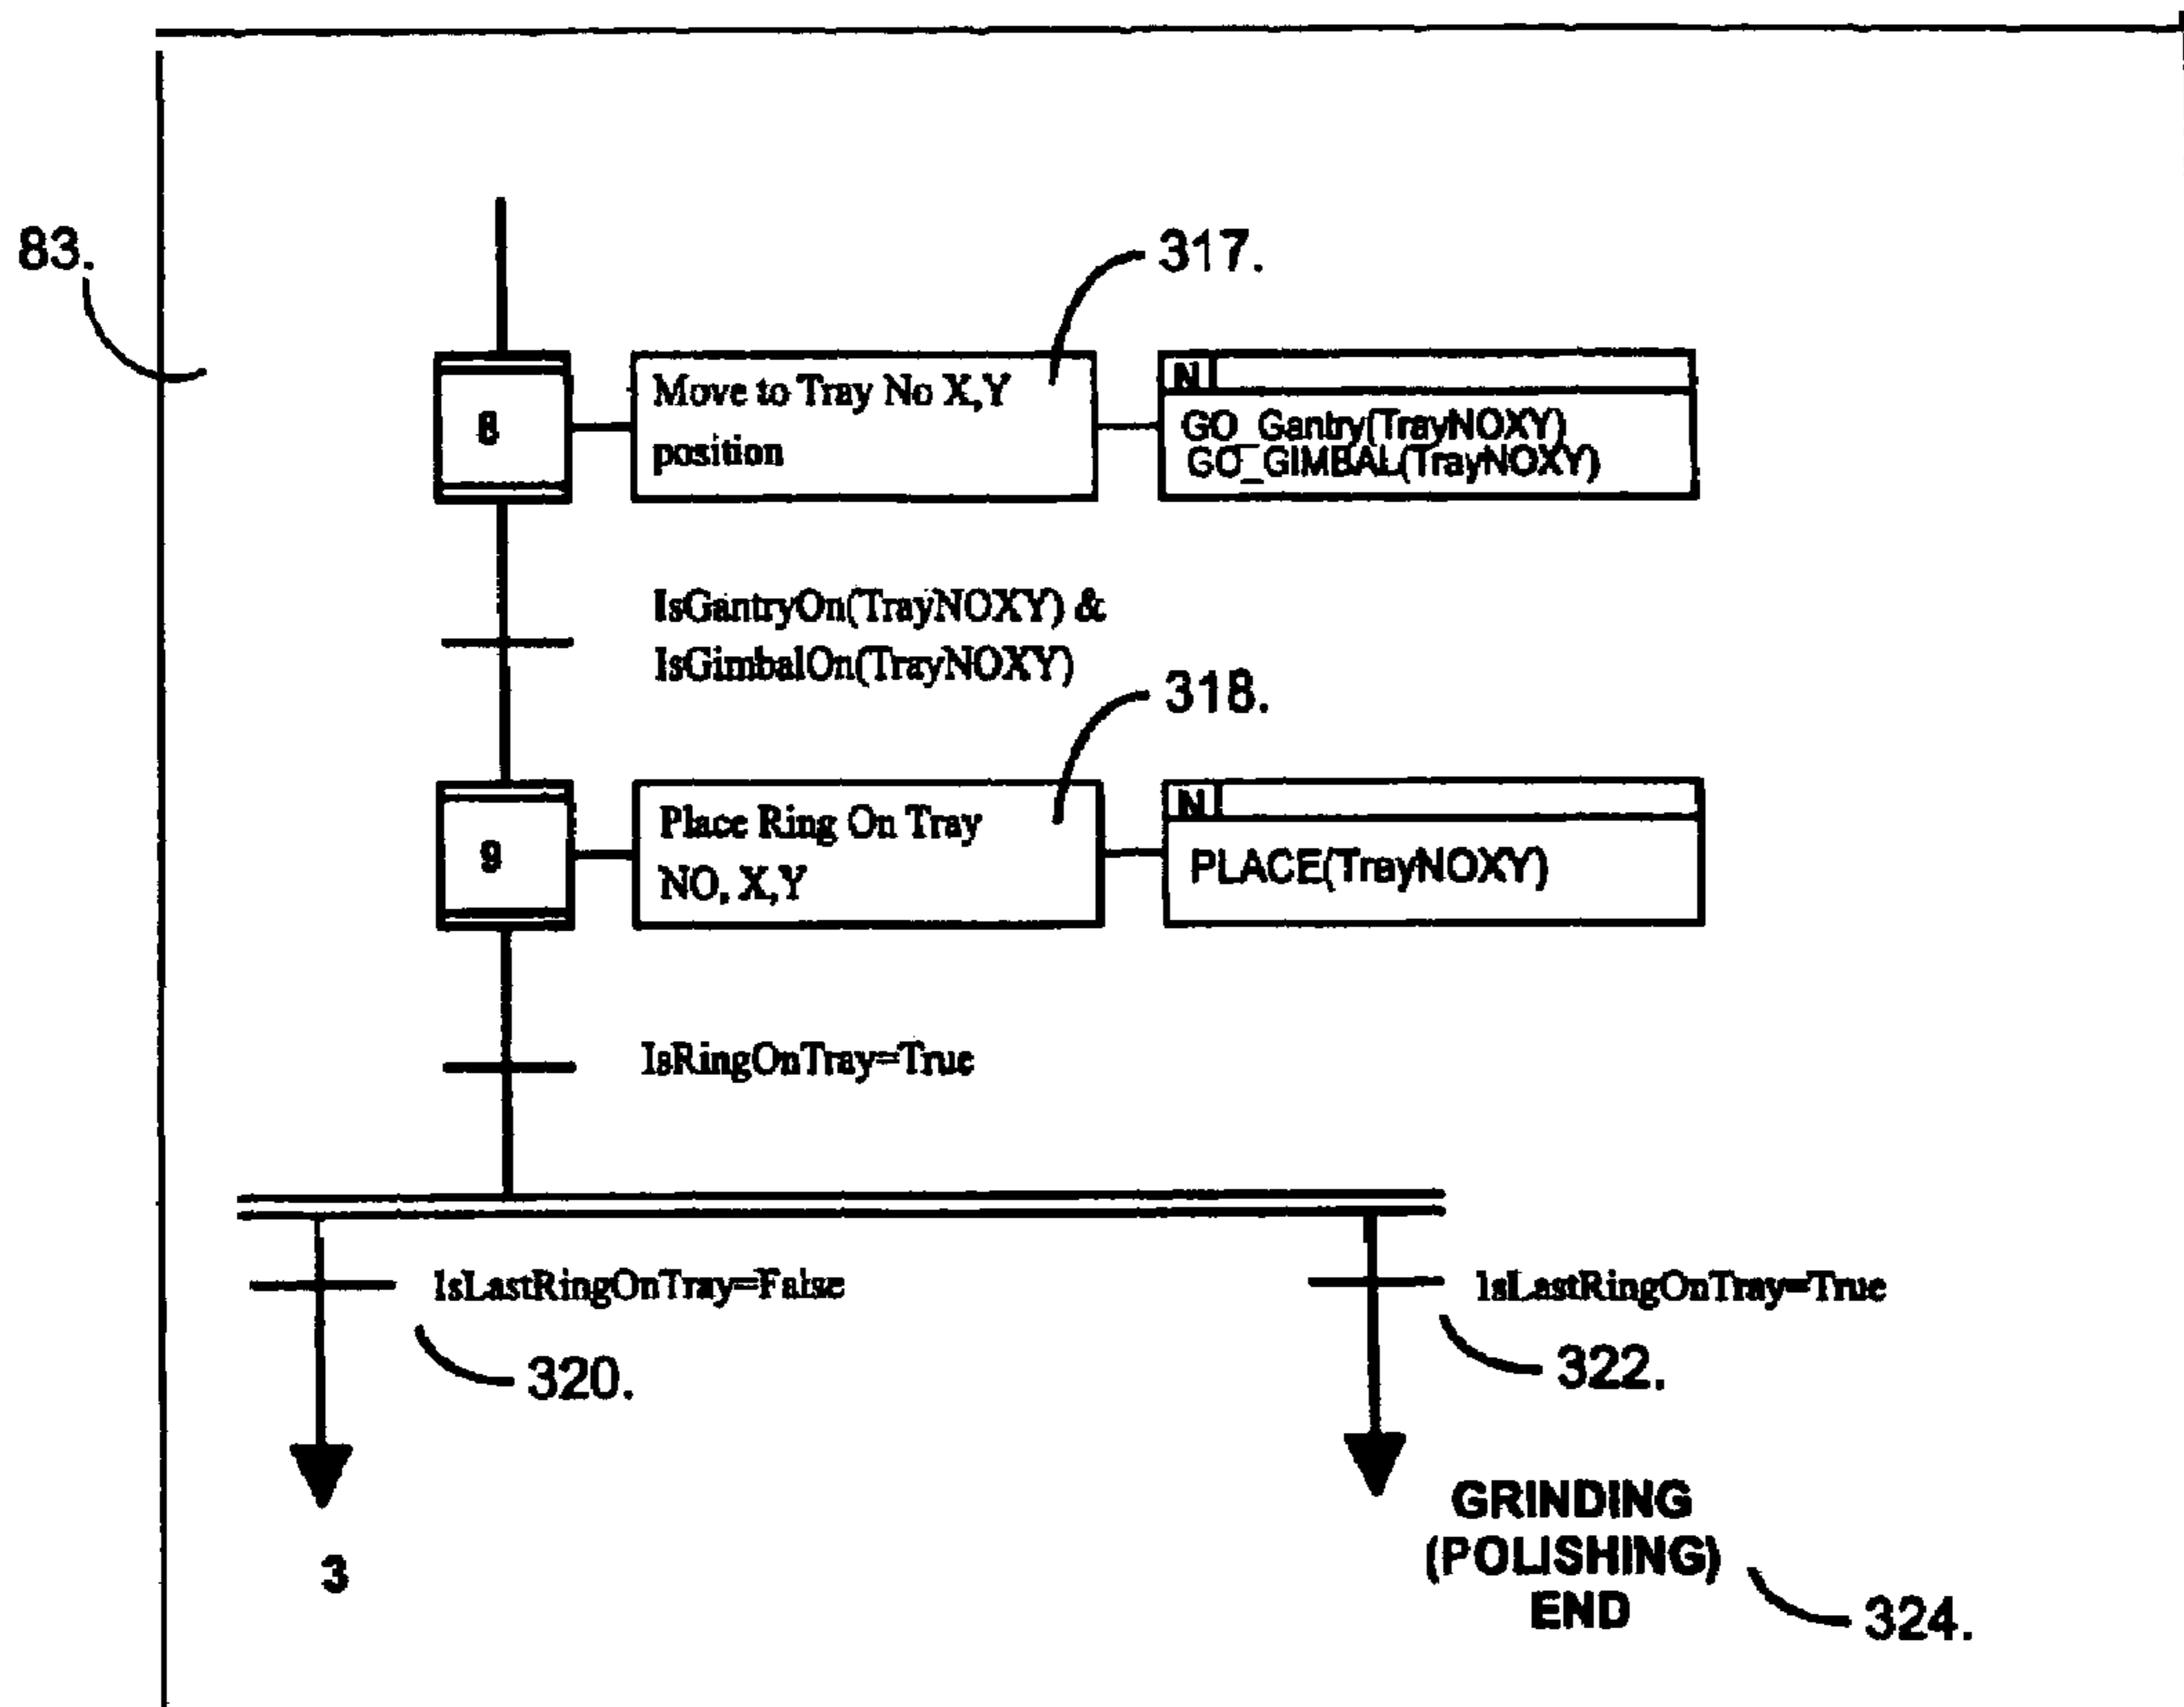 83.
317.
8
Move to Tray No X,Y
position
N
GO_Gantry(TrayNOXY)
GO_GIMBAL(TrayNOXY)
IsGantryOn(TrayNOXY) &
IsGimbalOn(TrayNOXY)
318.
9
Place Ring On Tray
NO, X,Y
N
PLACE(TrayNOXY)
IsRingOnTray=True
IsLastRingOnTray=False
IsLastRingOnTray=True
320.
322.
3
GRINDING
(POLISHING)
END
324.